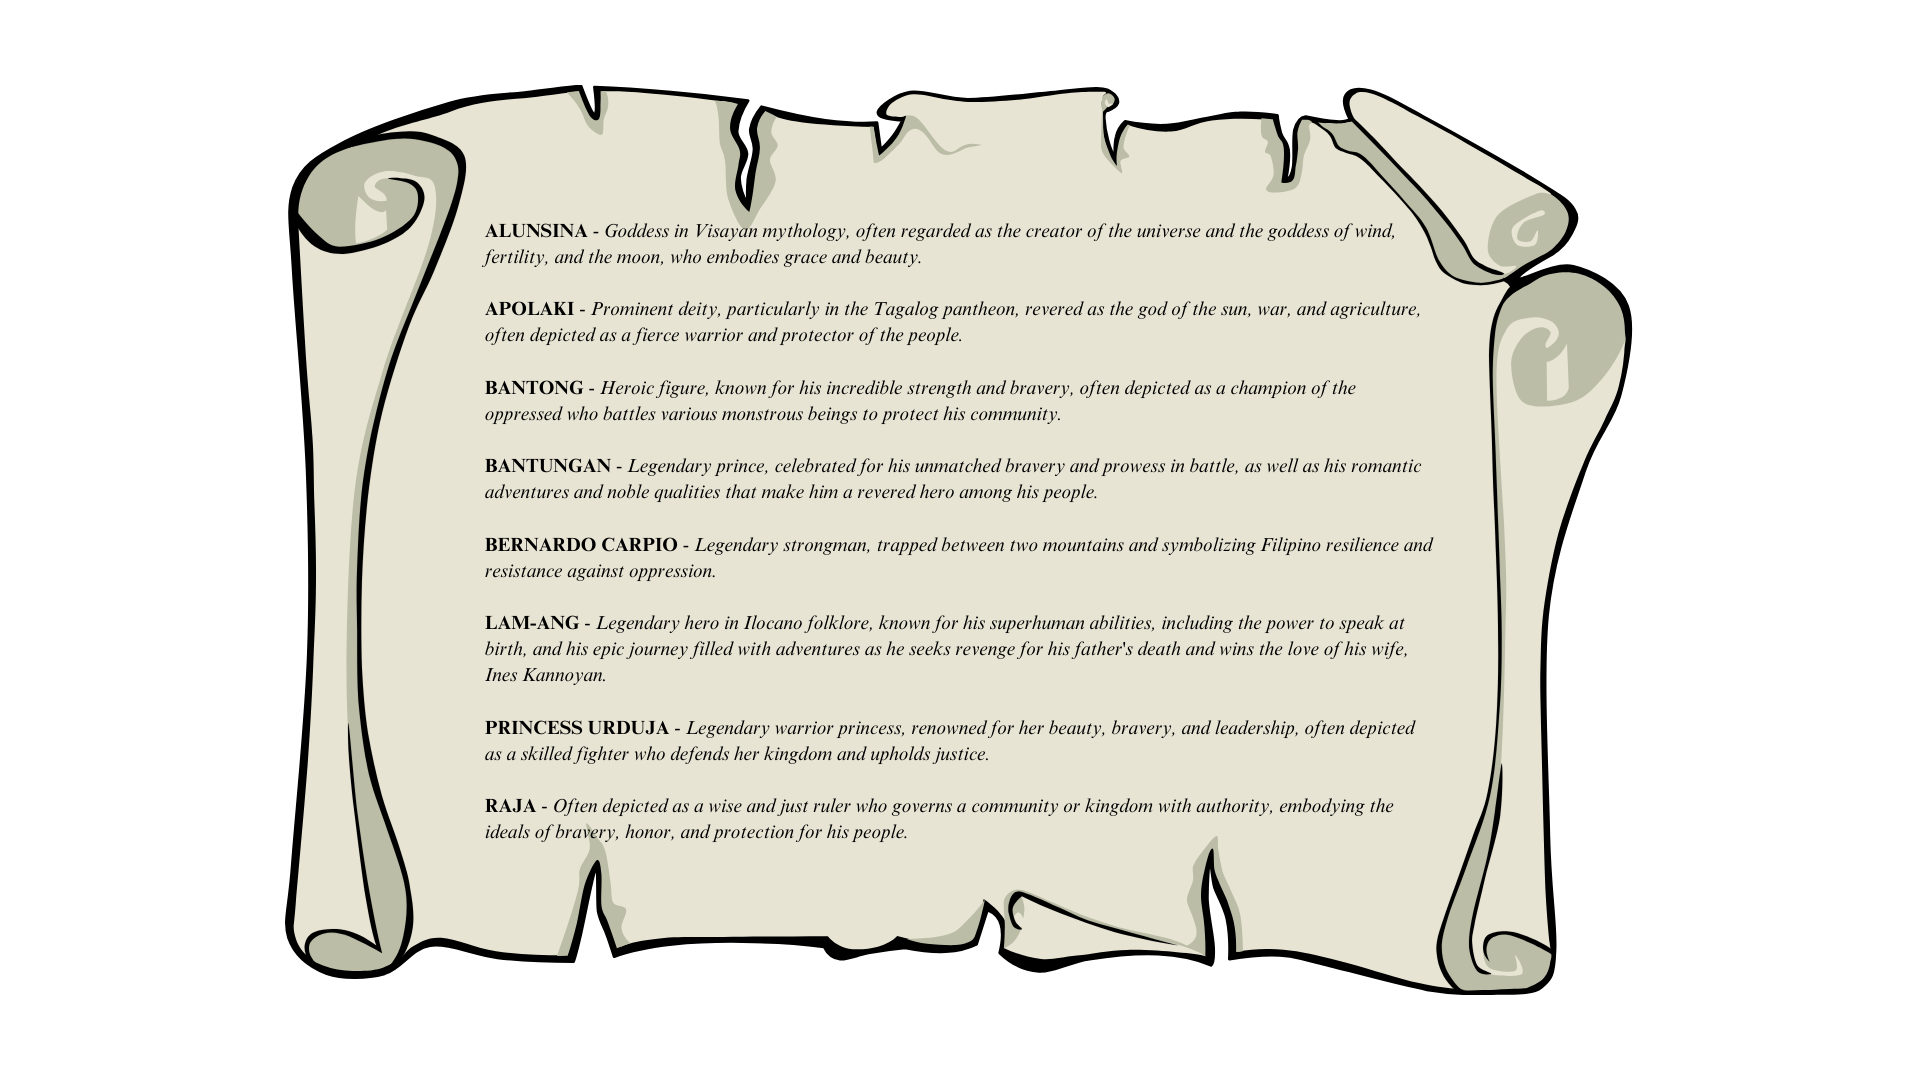 ALUNSINA - Goddess in Visayan mythology, often regarded as the creator of the universe and the goddess of wind,
fertility, and the moon, who embodies grace and beauty.
APOLAKI - Prominent deity, particularly in the Tagalog pantheon, revered as the god of the sun, war, and agriculture,
often depicted as a fierce warrior and protector of the people.
BANTONG - Heroic figure, known for his incredible strength and bravery, often depicted as a champion of the
oppressed who battles various monstrous beings to protect his community.
BANTUNGAN - Legendary prince, celebrated for his unmatched bravery and prowess in battle, as well as his romantic
adventures and noble qualities that make him a revered hero among his people.
BERNARDO CARPIO - Legendary strongman, trapped between two mountains and symbolizing Filipino resilience and
resistance against oppression.
LAM-ANG - Legendary hero in Ilocano folklore, known for his superhuman abilities, including the power to speak at
birth, and his epic journey filled with adventures as he seeks revenge for his father's death and wins the love of his wife,
Ines Kannoyan.
PRINCESS URDUJA - Legendary warrior princess, renowned for her beauty, bravery, and leadership, often depicted
as a skilled fighter who defends her kingdom and upholds justice.
RAJA - Often depicted as a wise and just ruler who governs a community or kingdom with authority, embodying the
ideals of bravery, honor, and protection for his people.